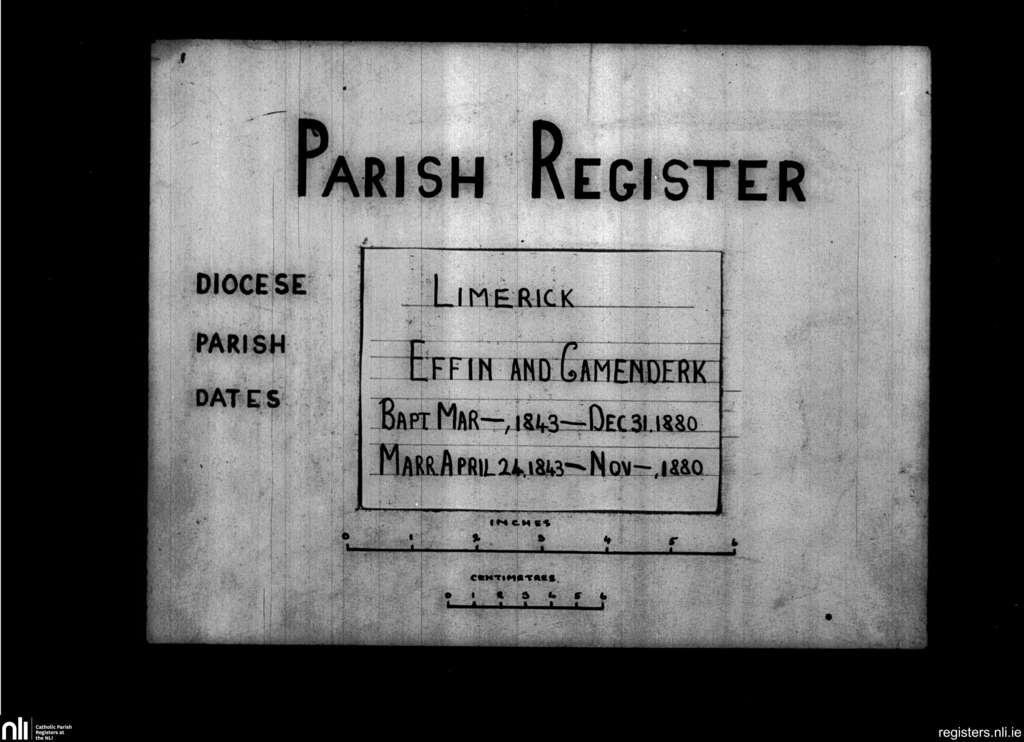 PARISH REGISTER
DIOCESE LIMERICK
PARISH EFFIN AND GAMENDERK
DATES BAPT MAR—, 1843—DEC 31. 1880
MARR APRIL 24. 1843—NOV—, 1880
INCHES
0 1 2 3 4 5 6
CENTIMETRES.
0 1 2 3 4 5 6
nli Catholic Parish
Registers at
the NLI
registers.nli.ie